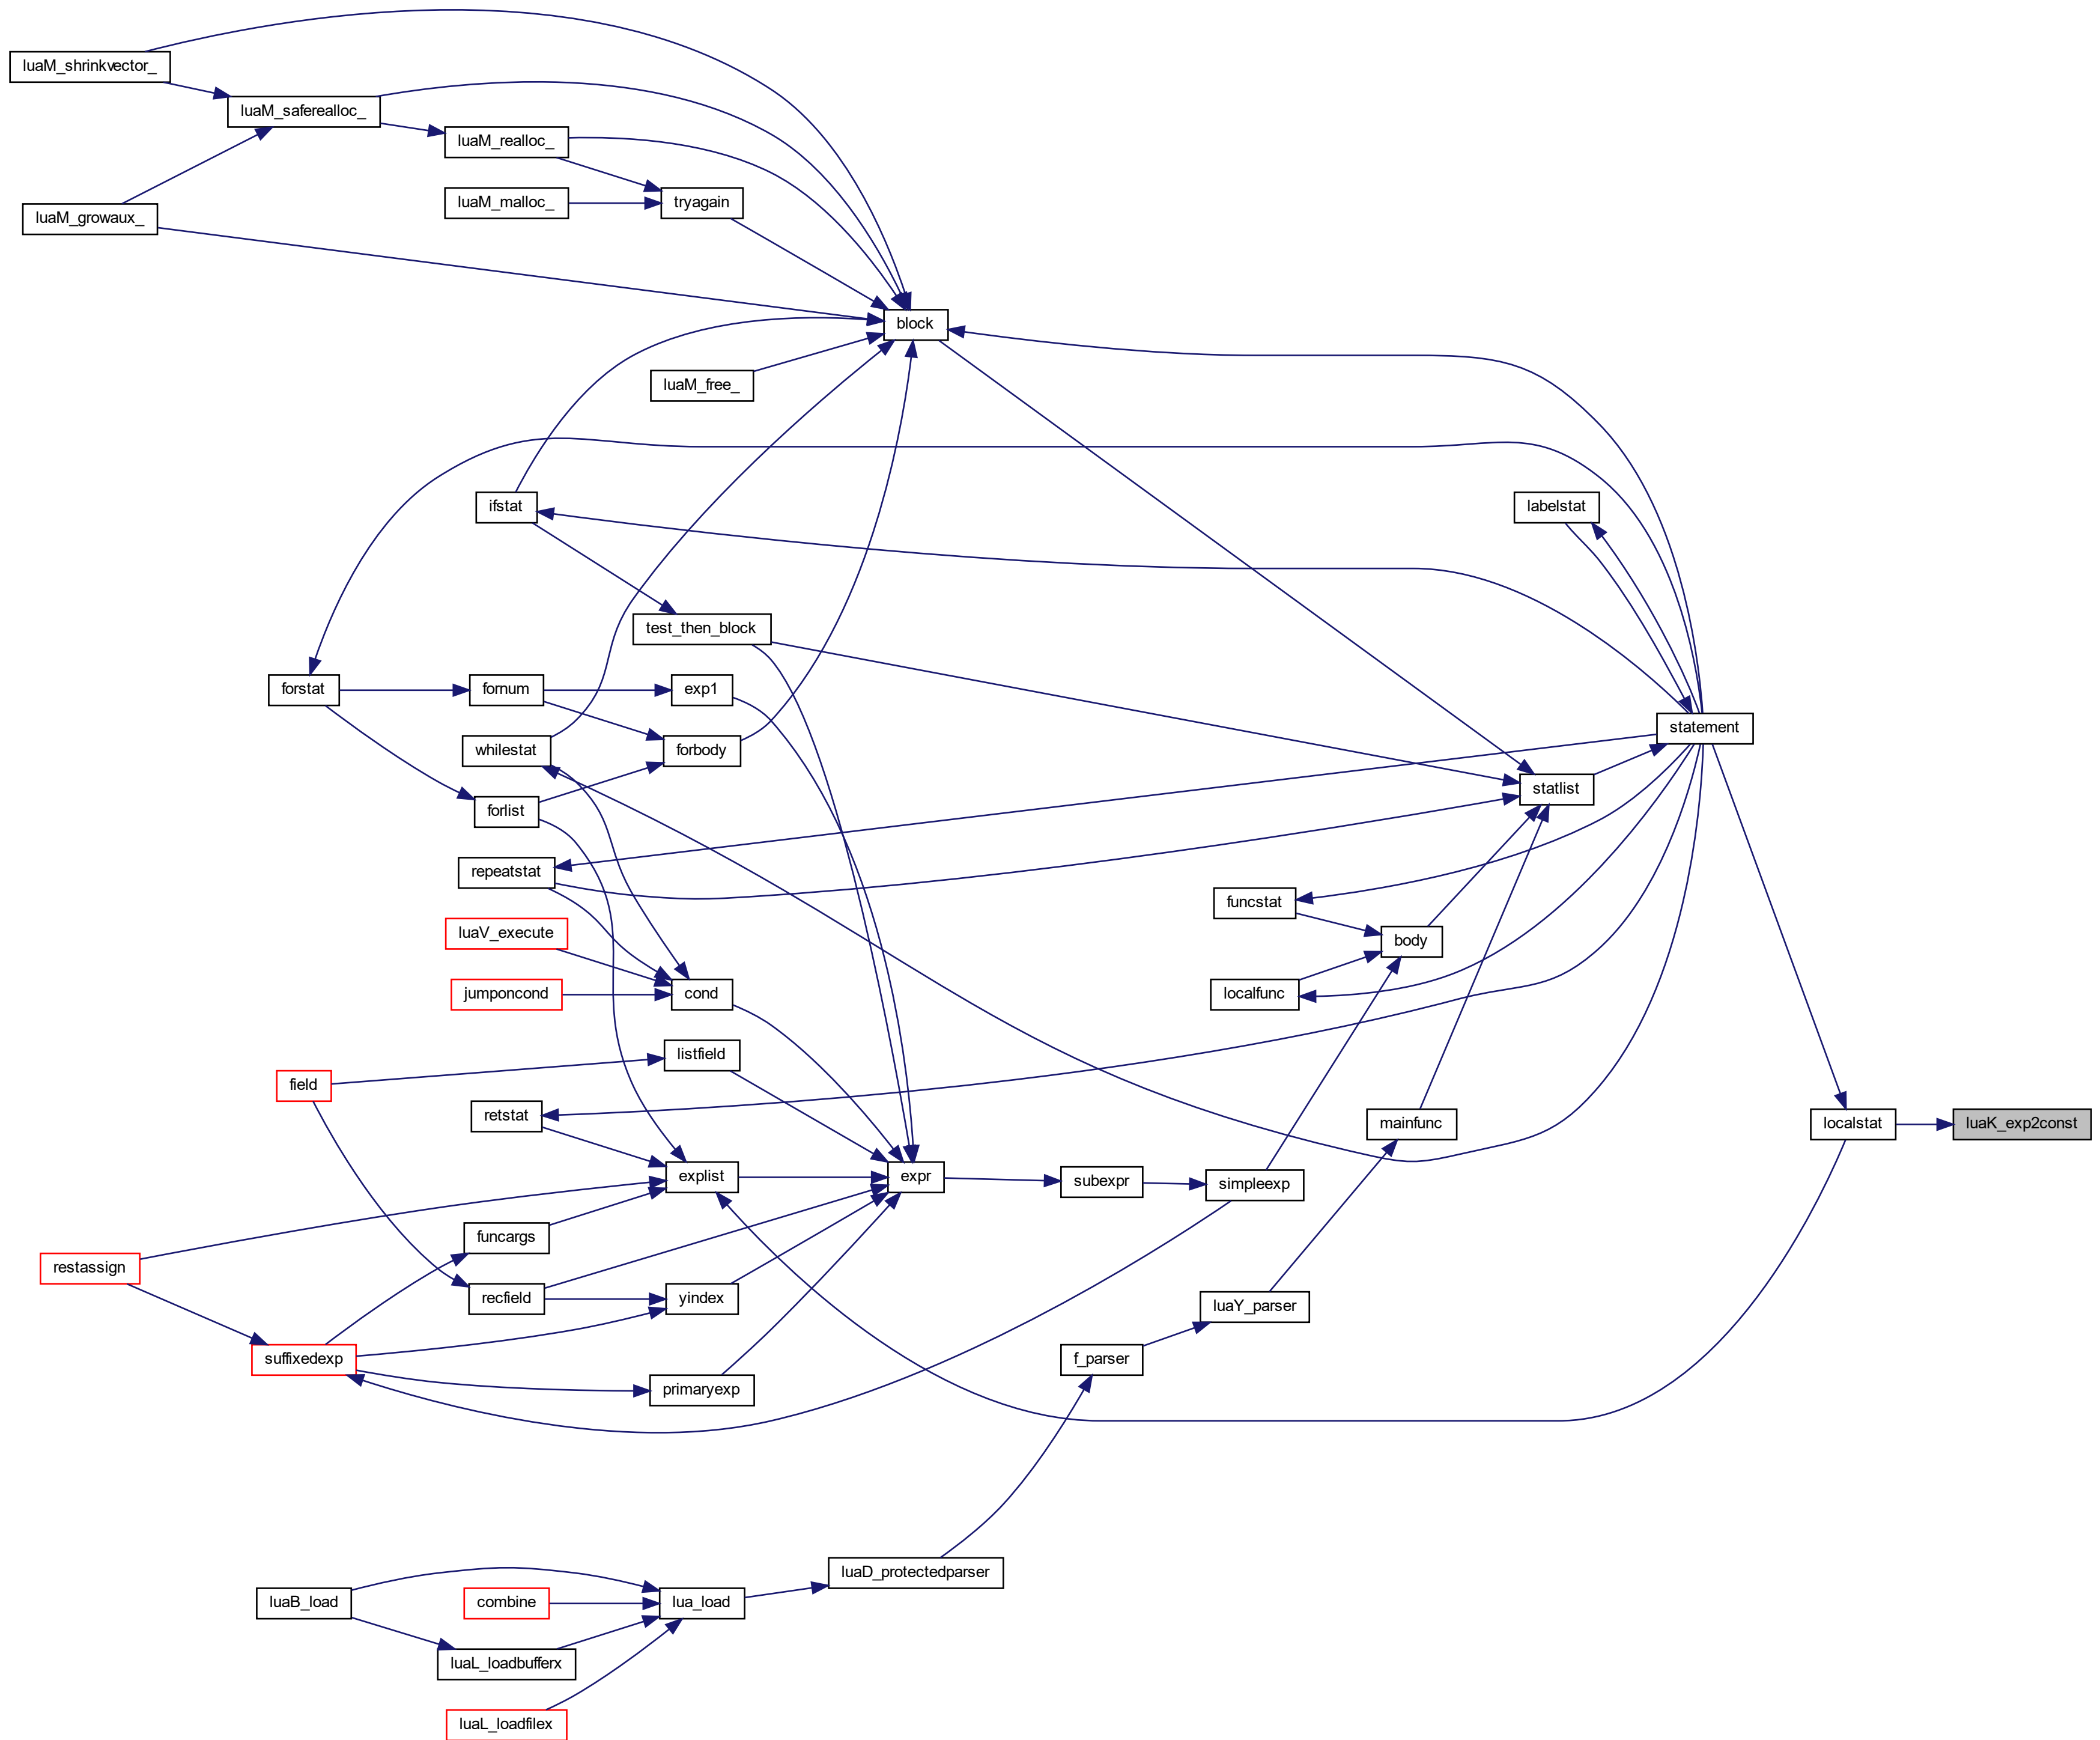 luaM_shrinkvector_
luaM_saferealloc_
luaM_realloc_
luaM_malloc_
tryagain
luaM_growaux_
block
luaM_free_
ifstat
labelstat
test_then_block
forstat
fornum
exp1
statement
whilestat
forbody
statlist
forlist
repeatstat
funcstat
luaV_execute
body
jumponcond
cond
localfunc
listfield
field
retstat
mainfunc
localstat
luaK_exp2const
explist
expr
subexpr
simpleexp
funcargs
restassign
recfield
yindex
luaY_parser
suffixedexp
f_parser
primaryexp
luaD_protectedparser
luaB_load
combine
lua_load
luaL_loadbufferx
luaL_loadfilex